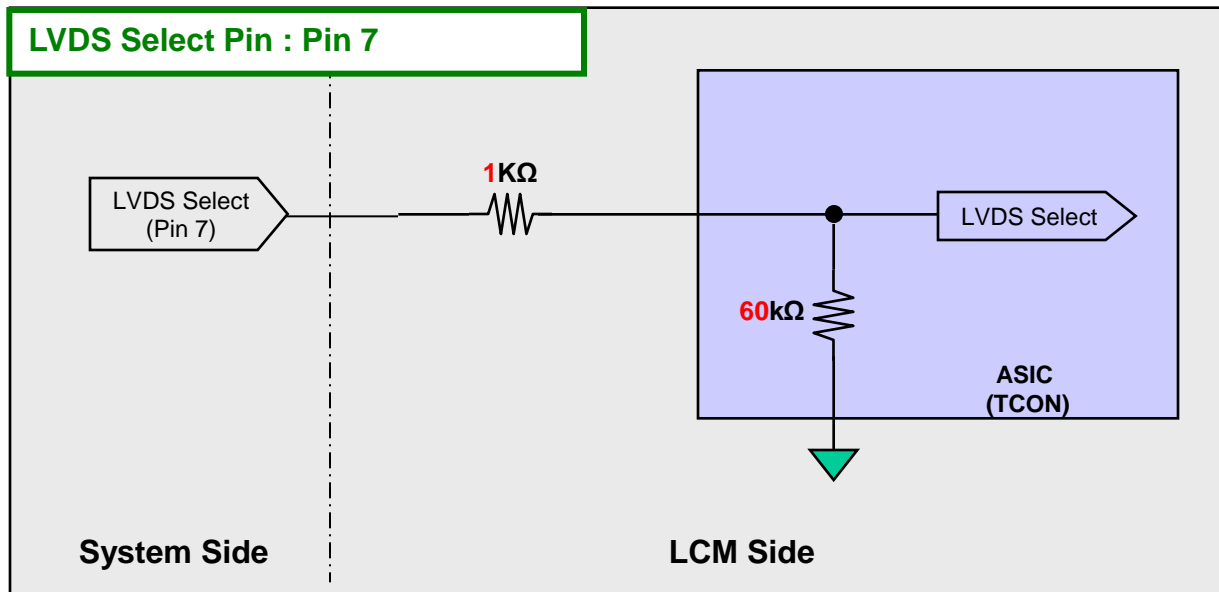 LVDS Select Pin : Pin 7
1KΩ
LVDS Select
(Pin 7)
LVDS Select
60kΩ
ASIC
(TCON)
System Side
LCM Side